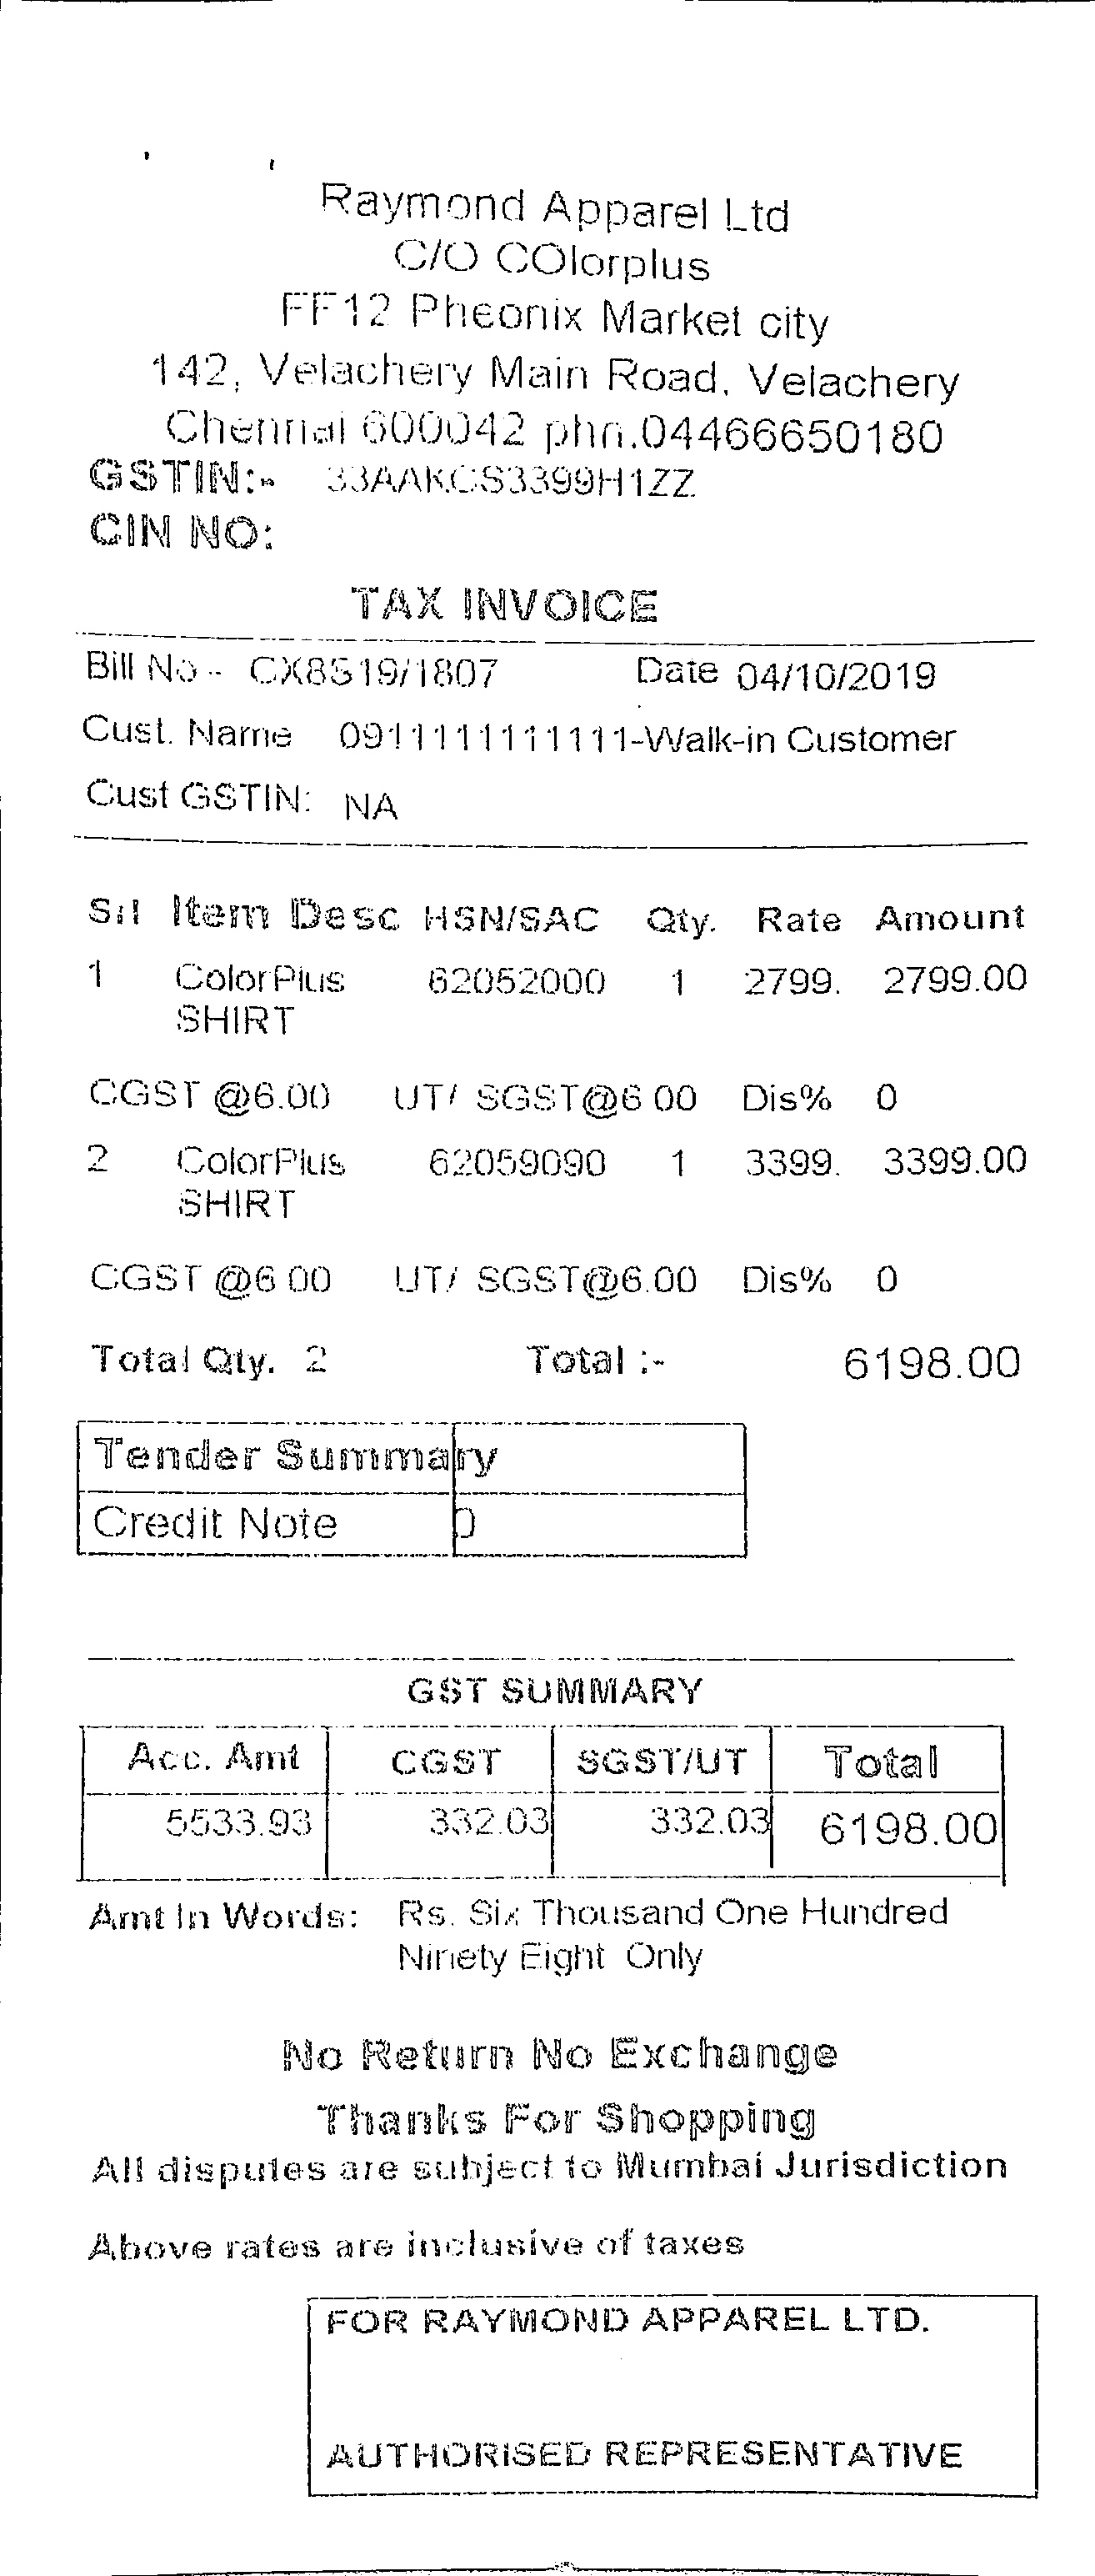 Raymond Apparel Ltd
C/O COlorplus
FF12 Pheonix Market city
142, Velachery Main Road, Velachery
Chennai 600042 phn.04466650180
GSTIN:- 33AAKCS3399H1ZZ
CIN NO:
TAX INVOICE
Bill No - CX8519/1807 Date 04/10/2019
Cust. Name 0911111111111-Walk-in Customer
Cust GSTIN: NA
Srl Item Desc HSN/SAC Qty. Rate Amount
1 ColorPlus 62052000 1 2799. 2799.00
SHIRT
CGST @6.00 UT/ SGST@6.00 Dis% 0
2 ColorPlus 62059090 1 3399. 3399.00
SHIRT
CGST @6.00 UT/ SGST@6.00 Dis% 0
Total Qty. 2 Total :- 6198.00
Tender Summary
Credit Note 0
GST SUMMARY
Acc. Amt CGST SGST/UT Total
5533.93 332.03 332.03 6198.00
Amt In Words: Rs. Six Thousand One Hundred
Ninety Eight Only
No Return No Exchange
Thanks For Shopping
All disputes are subject to Mumbai Jurisdiction
Above rates are inclusive of taxes
FOR RAYMOND APPAREL LTD.
AUTHORISED REPRESENTATIVE